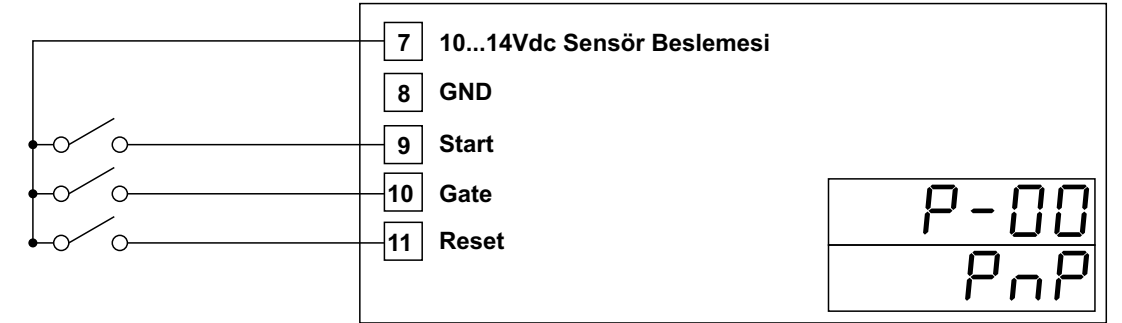 7 10...14Vdc Sensör Beslemesi
8 GND
9 Start
10 Gate
11 Reset
P-00
PnP